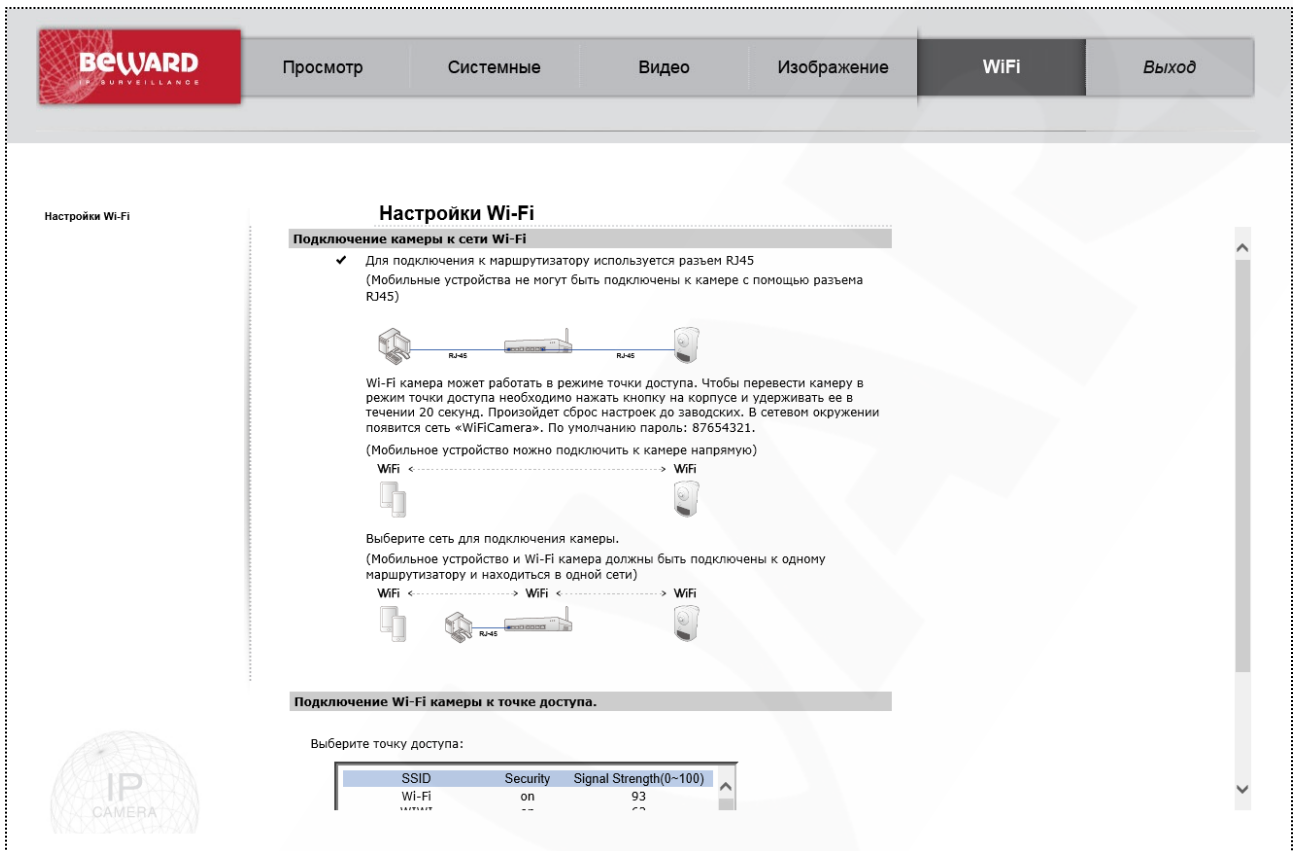 BEWARD
IP SURVEILLANCE
Просмотр
Системные
Видео
Изображение
WiFi
Выход
Настройки Wi-Fi
Настройки Wi-Fi
Подключение камеры к сети Wi-Fi
Для подключения к маршрутизатору используется разъем RJ45
(Мобильные устройства не могут быть подключены к камере с помощью разъема
RJ45)
RJ-45
RJ-45
Wi-Fi камера может работать в режиме точки доступа. Чтобы перевести камеру в
режим точки доступа необходимо нажать кнопку на корпусе и удерживать ее в
течении 20 секунд. Произойдет сброс настроек до заводских. В сетевом окружении
появится сеть «WiFiCamera». По умолчанию пароль: 87654321.
(Мобильное устройство можно подключить к камере напрямую)
WiFi
WiFi
Выберите сеть для подключения камеры.
(Мобильное устройство и Wi-Fi камера должны быть подключены к одному
маршрутизатору и находиться в одной сети)
WiFi
WiFi
WiFi
RJ-45
Подключение Wi-Fi камеры к точке доступа.
Выберите точку доступа:
SSID Security Signal Strength(0~100)
Wi-Fi on 93
IP
CAMERA